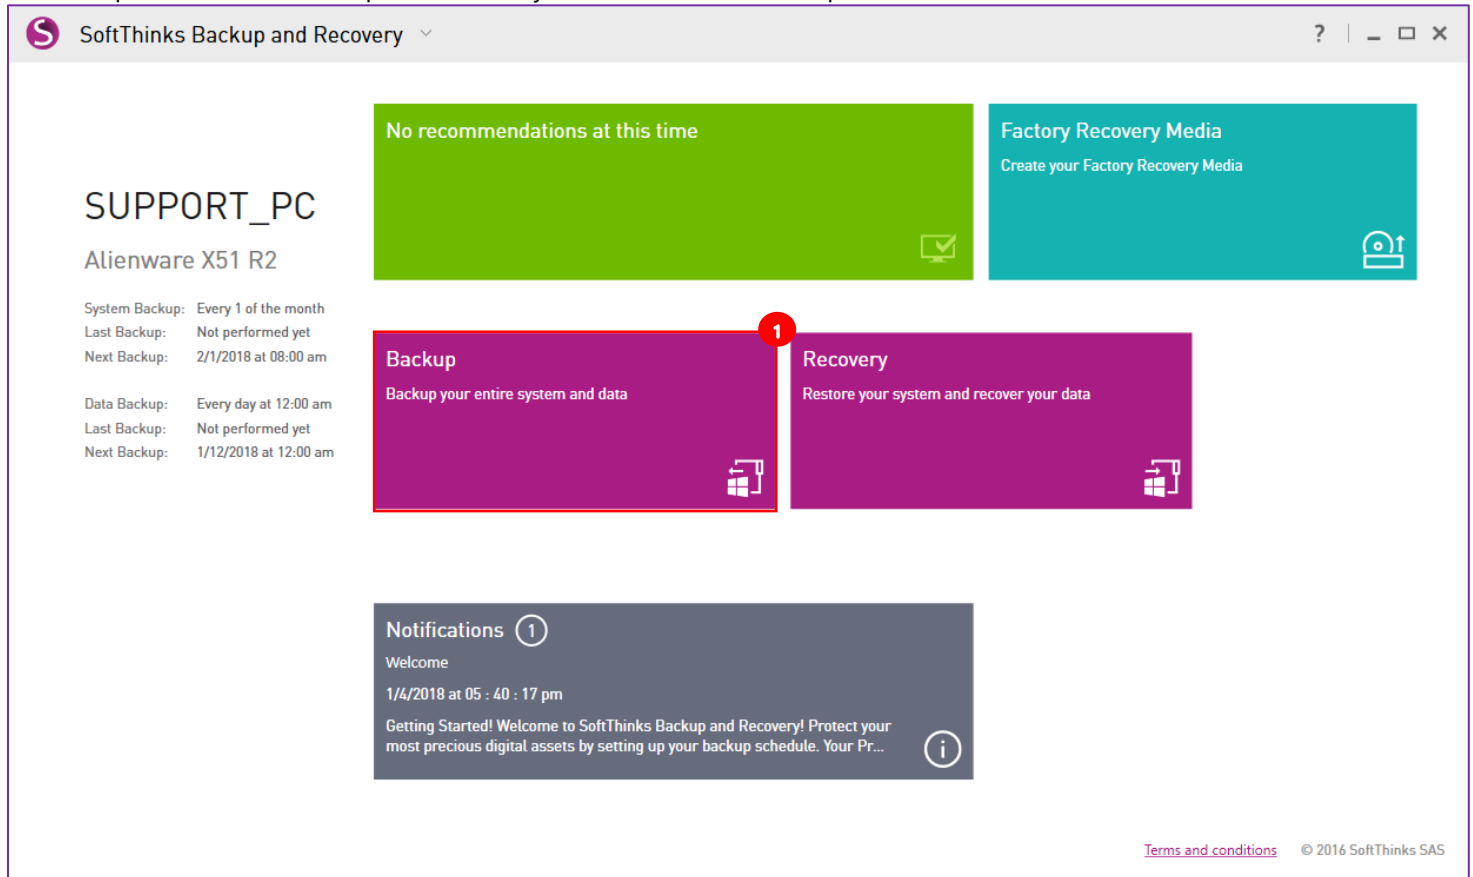 SoftThinks Backup and Recovery
?
No recommendations at this time
Factory Recovery Media
Create your Factory Recovery Media
SUPPORT_PC
Alienware X51 R2
System Backup: Every 1 of the month
Last Backup: Not performed yet
Next Backup: 2/1/2018 at 08:00 am
Data Backup: Every day at 12:00 am
Last Backup: Not performed yet
Next Backup: 1/12/2018 at 12:00 am
1
Backup
Backup your entire system and data
Recovery
Restore your system and recover your data
Notifications 1
Welcome
1/4/2018 at 05 : 40 : 17 pm
Getting Started! Welcome to SoftThinks Backup and Recovery! Protect your
most precious digital assets by setting up your backup schedule. Your Pr...
Terms and conditions © 2016 SoftThinks SAS